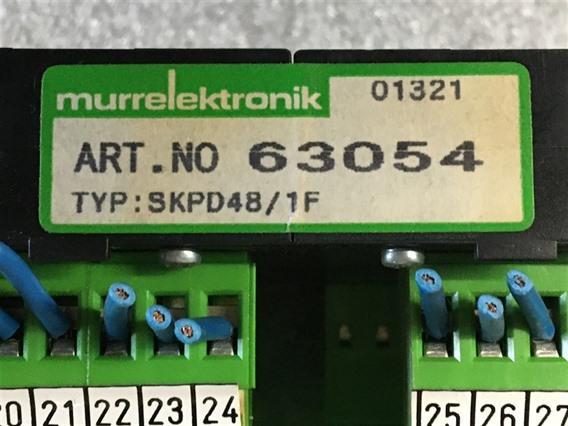 murrelektronik 01321
ART.NO 63054
TYP:SKPD48/1F
20 21 22 23 24 25 26 27